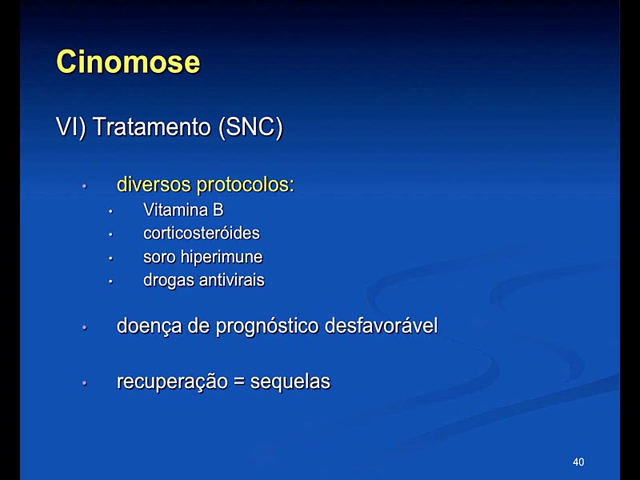 Cinomose
VI) Tratamento (SNC)
diversos protocolos:
Vitamina B
corticosteróides
soro hiperimune
drogas antivirais
doença de prognóstico desfavorável
recuperação = sequelas
40